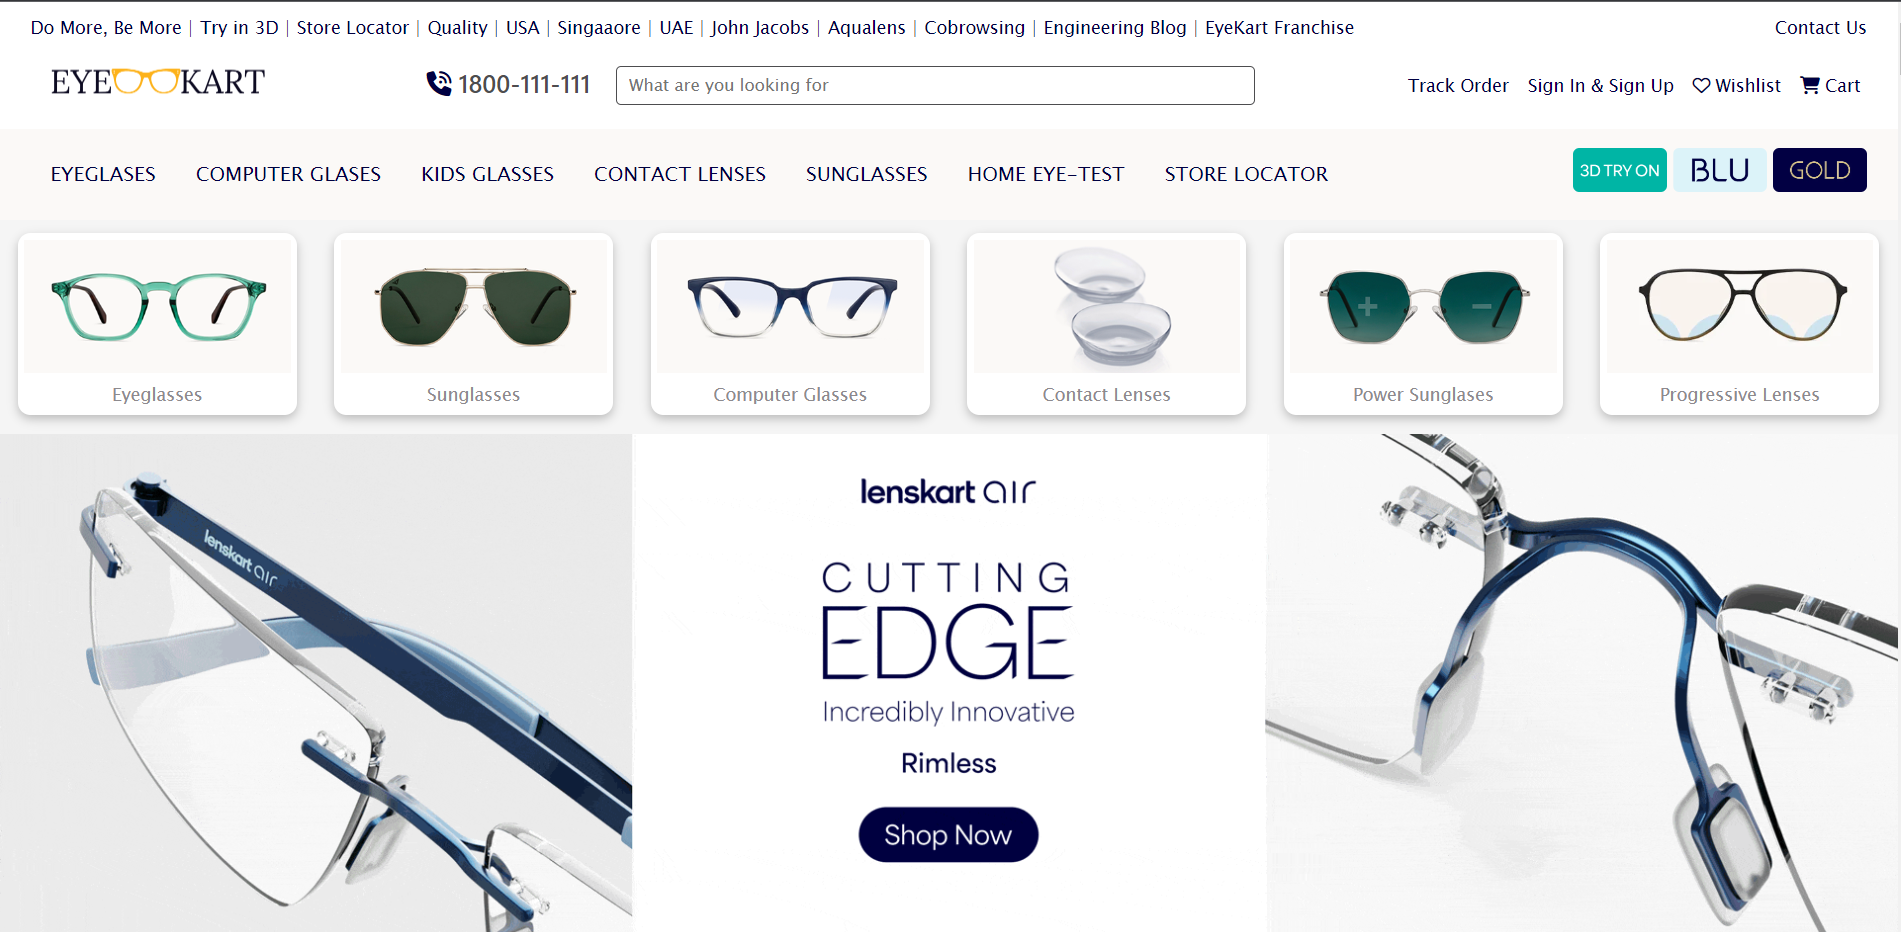 Do More, Be More | Try in 3D | Store Locator | Quality | USA | Singaaore | UAE | John Jacobs | Aqualens | Cobrowsing | Engineering Blog | EyeKart Franchise
Contact Us
EYE KART
1800-111-111
What are you looking for
Track Order
Sign In & Sign Up
Wishlist
Cart
EYEGLASES
COMPUTER GLASES
KIDS GLASSES
CONTACT LENSES
SUNGLASSES
HOME EYE-TEST
STORE LOCATOR
3D TRY ON
BLU
GOLD
Eyeglasses
Sunglasses
Computer Glasses
Contact Lenses
Power Sunglases
Progressive Lenses
lenskart air
lenskart air
CUTTING
EDGE
Incredibly Innovative
Rimless
Shop Now